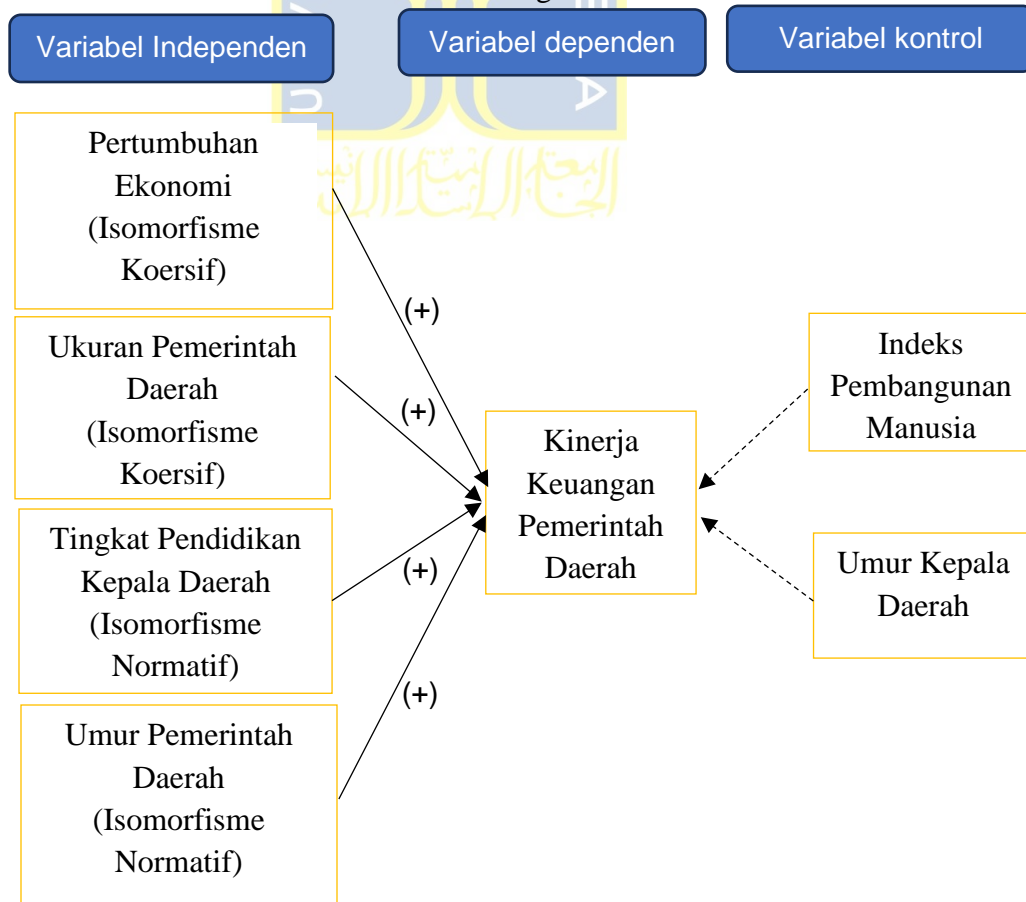 Variabel Independen
Variabel dependen
Variabel kontrol
Pertumbuhan
Ekonomi
(Isomorfisme
Koersif)
Ukuran Pemerintah
Daerah
(Isomorfisme
Koersif)
Tingkat Pendidikan
Kepala Daerah
(Isomorfisme
Normatif)
Umur Pemerintah
Daerah
(Isomorfisme
Normatif)
(+)
(+)
(+)
(+)
Kinerja
Keuangan
Pemerintah
Daerah
Indeks
Pembangunan
Manusia
Umur Kepala
Daerah